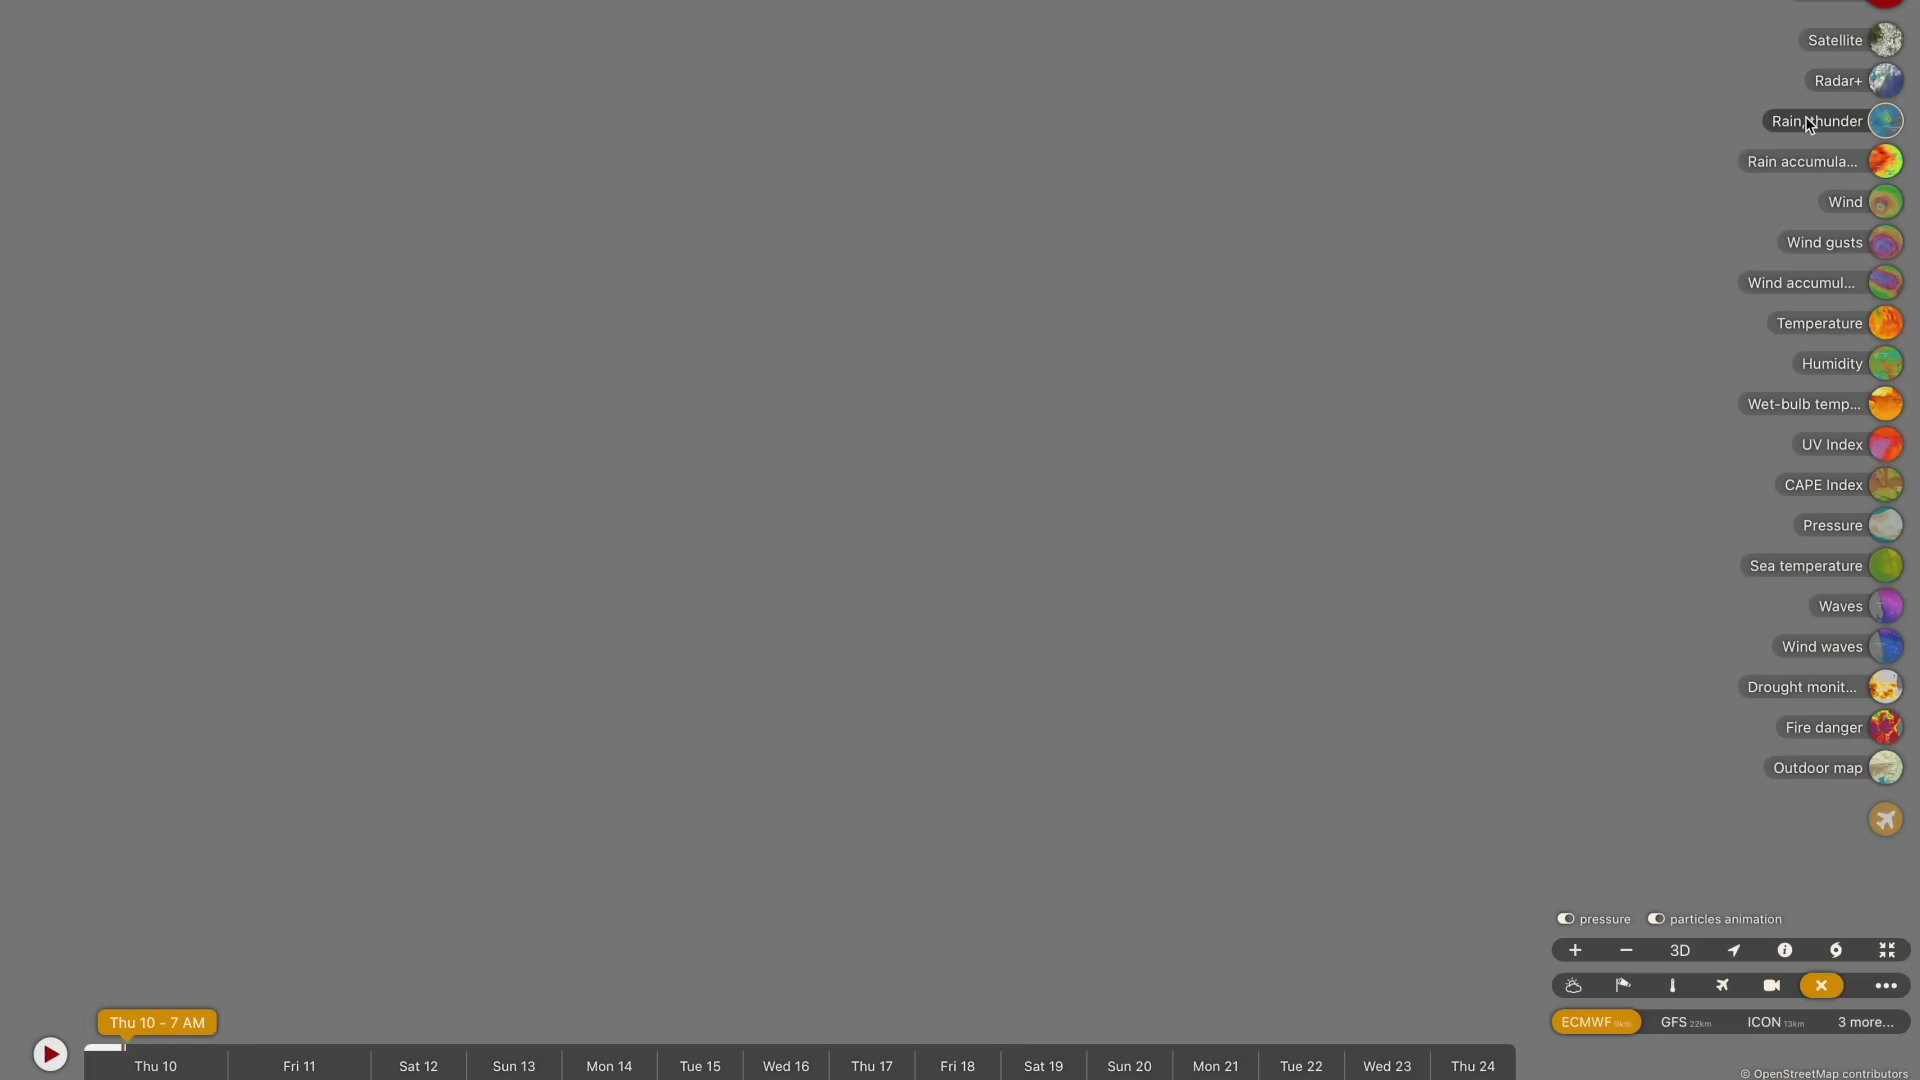 Satellite
Radar+
Rain, thunder
Rain accumula...
Wind
Wind gusts
Wind accumul...
Temperature
Humidity
Wet-bulb temp...
UV Index
CAPE Index
Pressure
Sea temperature
Waves
Wind waves
Drought monit...
Fire danger
Outdoor map
pressure particles animation
3D
ECMWF 9km GFS 22km ICON 13km 3 more...
Thu 10 - 7 AM
Thu 10 Fri 11 Sat 12 Sun 13 Mon 14 Tue 15 Wed 16 Thu 17 Fri 18 Sat 19 Sun 20 Mon 21 Tue 22 Wed 23 Thu 24
© OpenStreetMap contributors